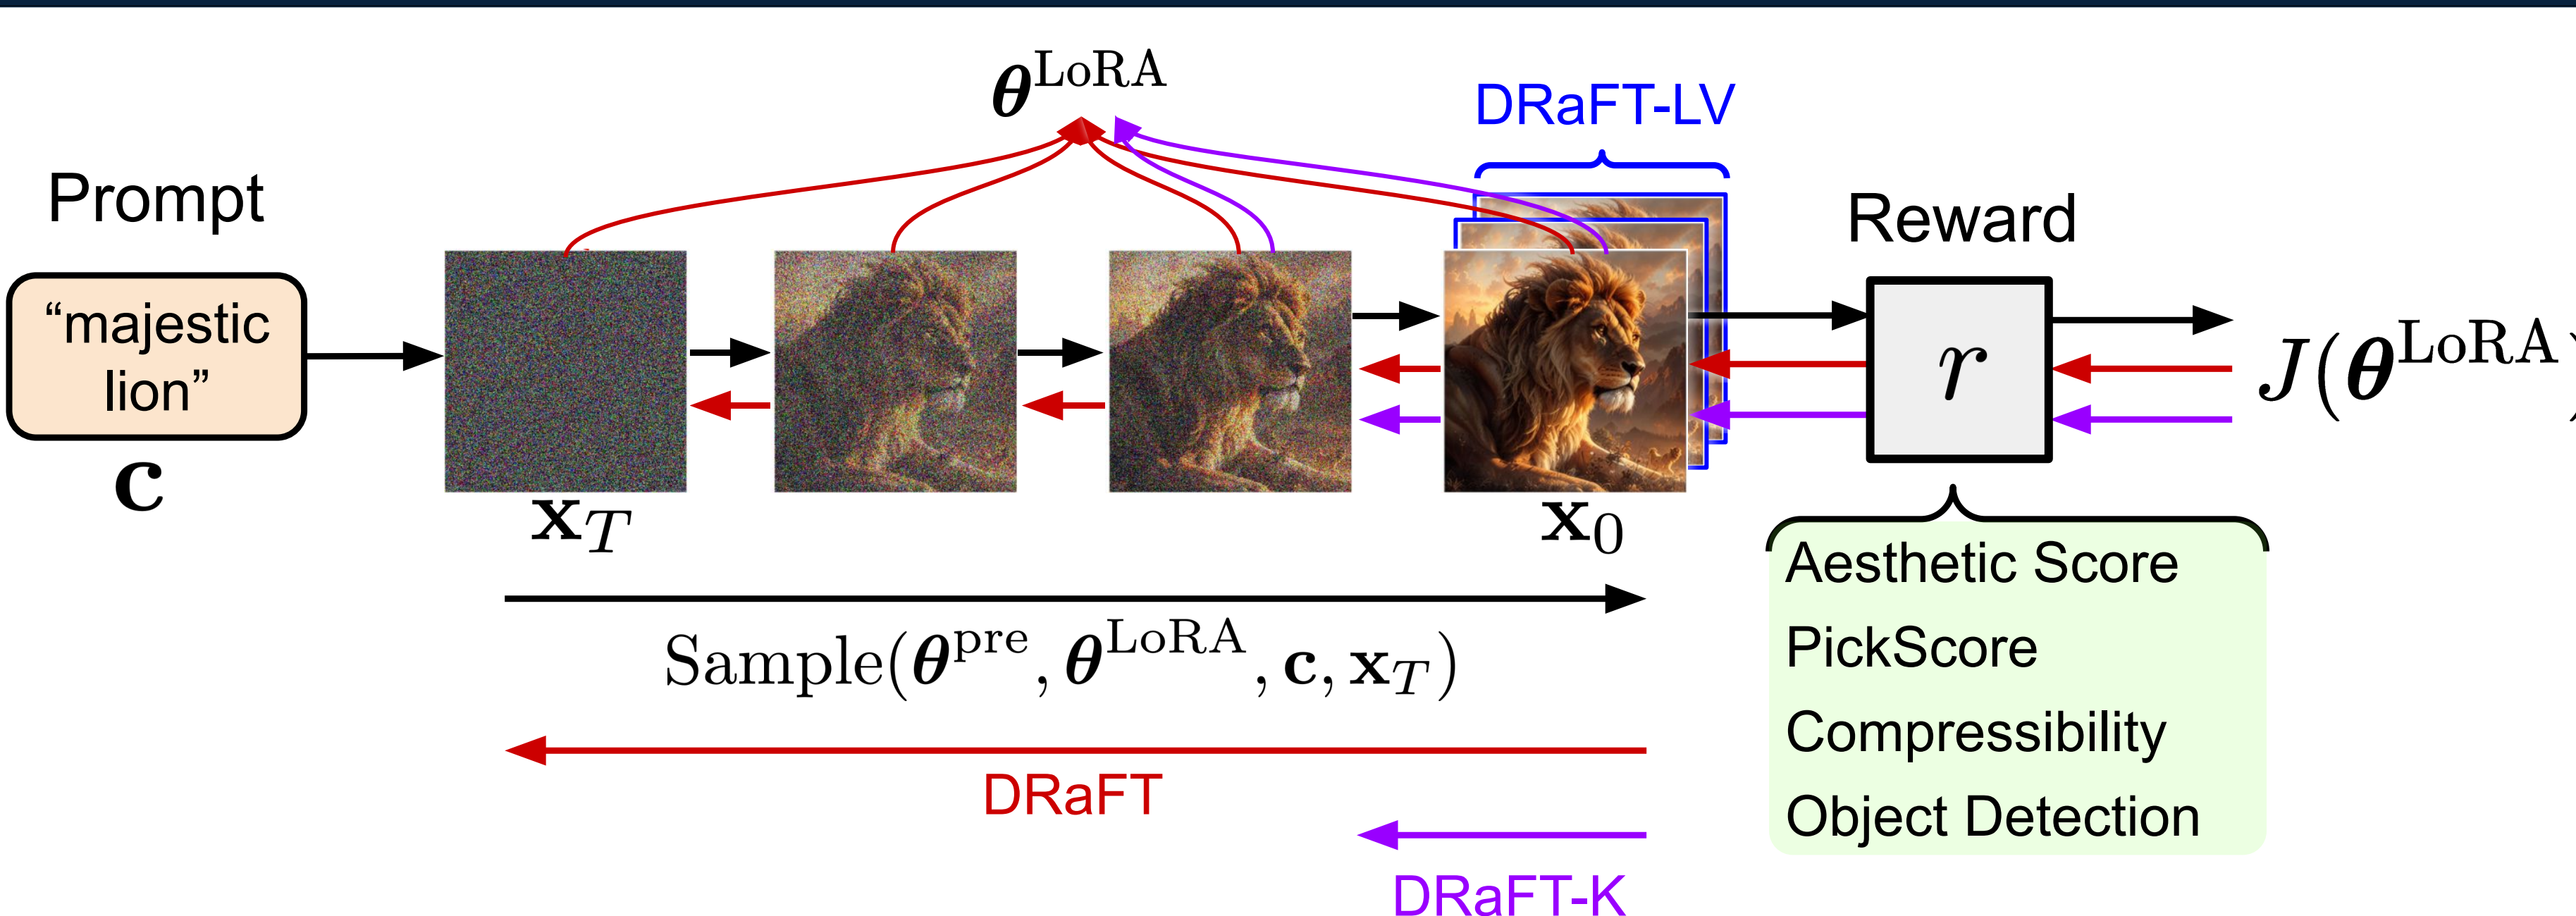 θ^LoRA
DRaFT-LV
Prompt
Reward
“majestic
lion”
r
J(θ^LoRA)
c
x_T
x_0
Sample(θ^pre, θ^LoRA, c, x_T)
DRaFT
DRaFT-K
Aesthetic Score
PickScore
Compressibility
Object Detection